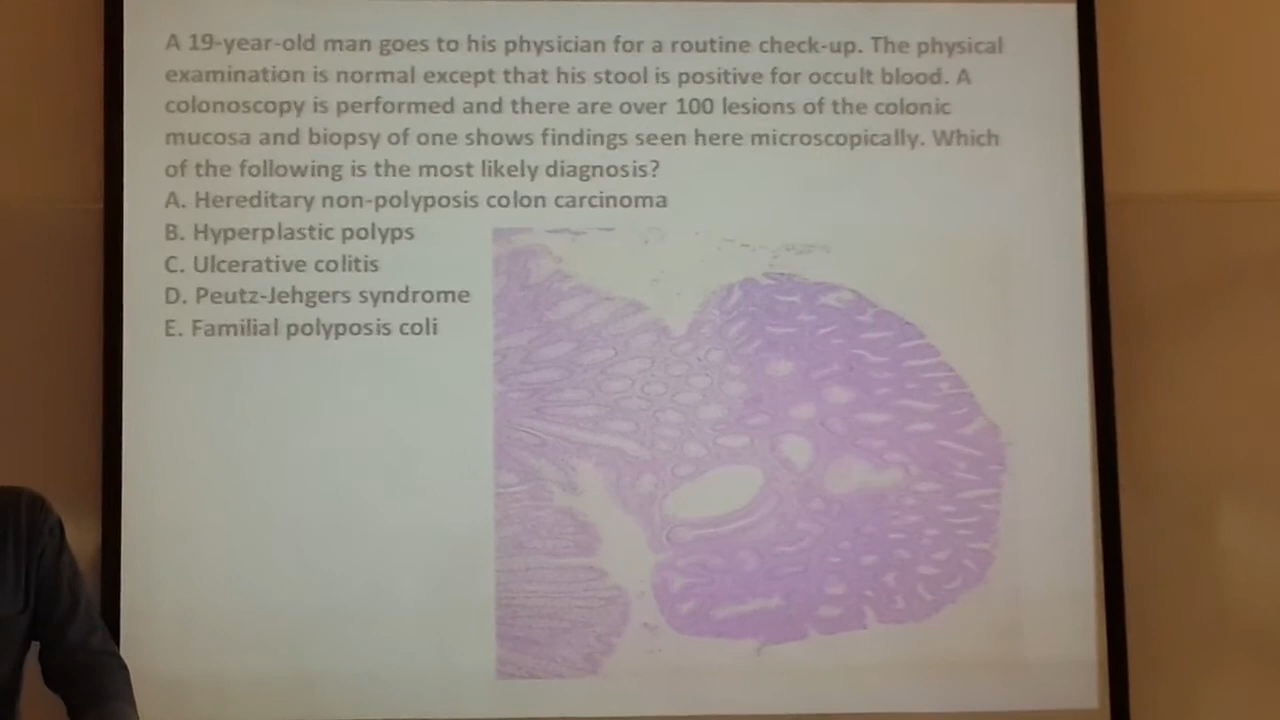 A 19-year-old man goes to his physician for a routine check-up. The physical
examination is normal except that his stool is positive for occult blood. A
colonoscopy is performed and there are over 100 lesions of the colonic
mucosa and biopsy of one shows findings seen here microscopically. Which
of the following is the most likely diagnosis?
A. Hereditary non-polyposis colon carcinoma
B. Hyperplastic polyps
C. Ulcerative colitis
D. Peutz-Jehgers syndrome
E. Familial polyposis coli